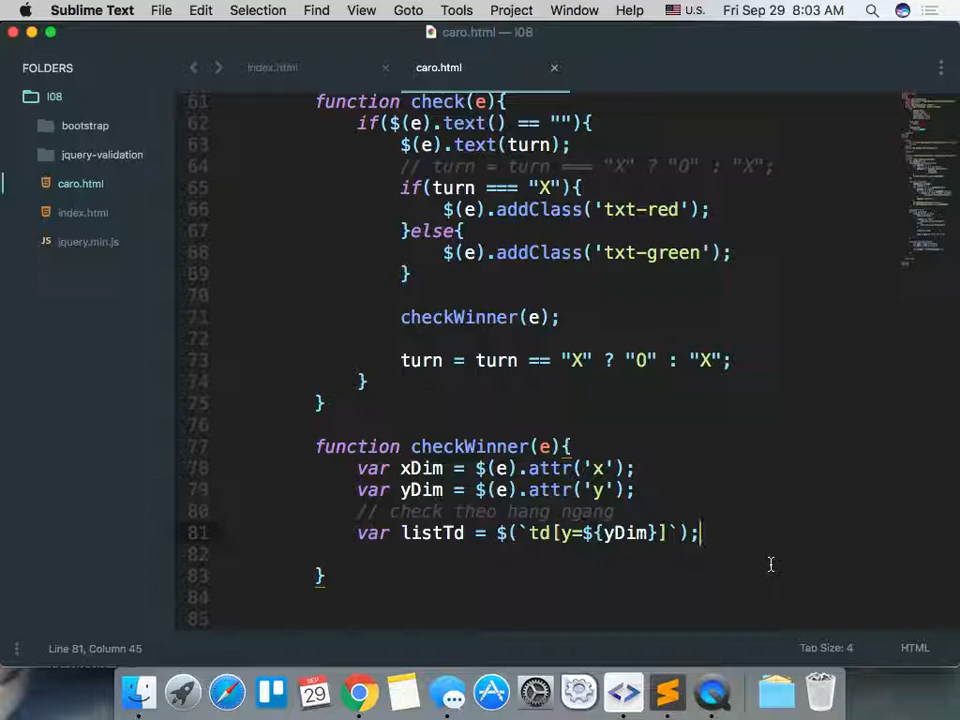 Sublime Text File Edit Selection Find View Goto Tools Project Window Help U.S. Fri Sep 29 8:03 AM
caro.html — l08
FOLDERS
index.html
caro.html
l08
bootstrap
jquery-validation
caro.html
index.html
jquery.min.js
61 function check(e){
62 if($(e).text() == ""){
63 $(e).text(turn);
64 // turn = turn === "X" ? "O" : "X";
65 if(turn === "X"){
66 $(e).addClass('txt-red');
67 }else{
68 $(e).addClass('txt-green');
69 }
70
71 checkWinner(e);
72
73 turn = turn == "X" ? "O" : "X";
74 }
75 }
76
77 function checkWinner(e){
78 var xDim = $(e).attr('x');
79 var yDim = $(e).attr('y');
80 // check theo hang ngang
81 var listTd = $(`td[y=${yDim}]`);
82
83 }
84
85
Line 81, Column 45
Tab Size: 4
HTML
SEP
29